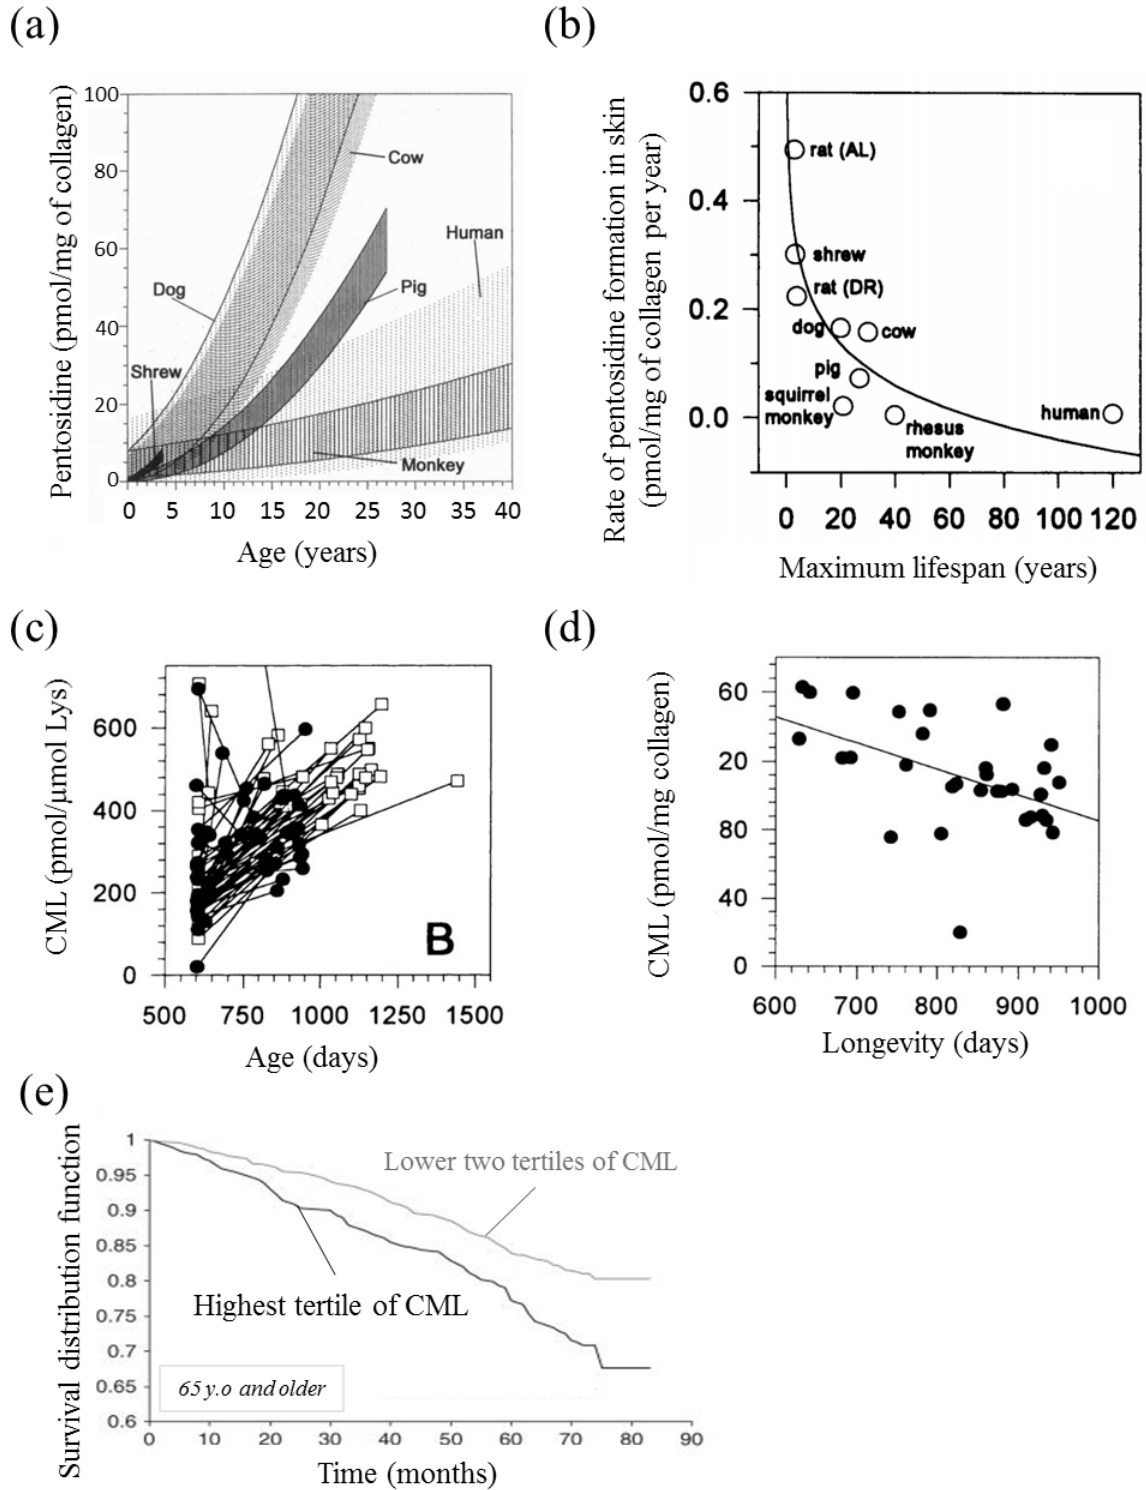 (a)
Pentosidine (pmol/mg of collagen)
100
80
60
40
20
0
Cow
Human
Dog
Pig
Shrew
Monkey
0 5 10 15 20 25 30 35 40
Age (years)
(b)
Rate of pentosidine formation in skin
(pmol/mg of collagen per year)
0.6
0.4
0.2
0.0
rat (AL)
shrew
rat (DR)
dog
cow
pig
squirrel
monkey
rhesus
monkey
human
0 20 40 60 80 100 120
Maximum lifespan (years)
(c)
CML (pmol/μmol Lys)
600
400
200
0
B
500 750 1000 1250 1500
Age (days)
(d)
CML (pmol/mg collagen)
60
20
80
40
0
600 700 800 900 1000
Longevity (days)
(e)
Survival distribution function
1
0.95
0.9
0.85
0.8
0.75
0.7
0.65
0.6
Lower two tertiles of CML
Highest tertile of CML
65 y.o and older
0 10 20 30 40 50 60 70 80 90
Time (months)